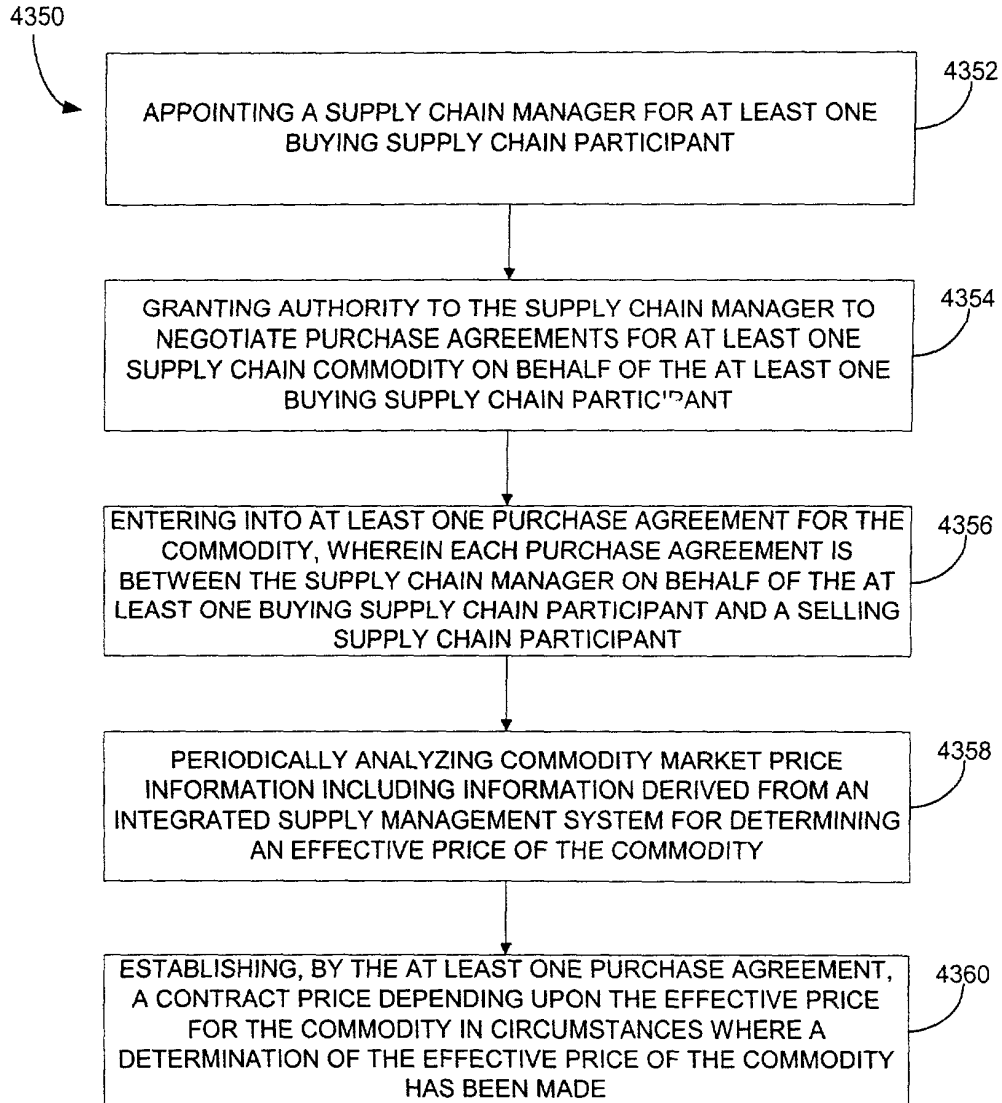 4350
4352
APPOINTING A SUPPLY CHAIN MANAGER FOR AT LEAST ONE
BUYING SUPPLY CHAIN PARTICIPANT
4354
GRANTING AUTHORITY TO THE SUPPLY CHAIN MANAGER TO
NEGOTIATE PURCHASE AGREEMENTS FOR AT LEAST ONE
SUPPLY CHAIN COMMODITY ON BEHALF OF THE AT LEAST ONE
BUYING SUPPLY CHAIN PARTICIPANT
4356
ENTERING INTO AT LEAST ONE PURCHASE AGREEMENT FOR THE
COMMODITY, WHEREIN EACH PURCHASE AGREEMENT IS
BETWEEN THE SUPPLY CHAIN MANAGER ON BEHALF OF THE AT
LEAST ONE BUYING SUPPLY CHAIN PARTICIPANT AND A SELLING
SUPPLY CHAIN PARTICIPANT
4358
PERIODICALLY ANALYZING COMMODITY MARKET PRICE
INFORMATION INCLUDING INFORMATION DERIVED FROM AN
INTEGRATED SUPPLY MANAGEMENT SYSTEM FOR DETERMINING
AN EFFECTIVE PRICE OF THE COMMODITY
4360
ESTABLISHING, BY THE AT LEAST ONE PURCHASE AGREEMENT,
A CONTRACT PRICE DEPENDING UPON THE EFFECTIVE PRICE
FOR THE COMMODITY IN CIRCUMSTANCES WHERE A
DETERMINATION OF THE EFFECTIVE PRICE OF THE COMMODITY
HAS BEEN MADE